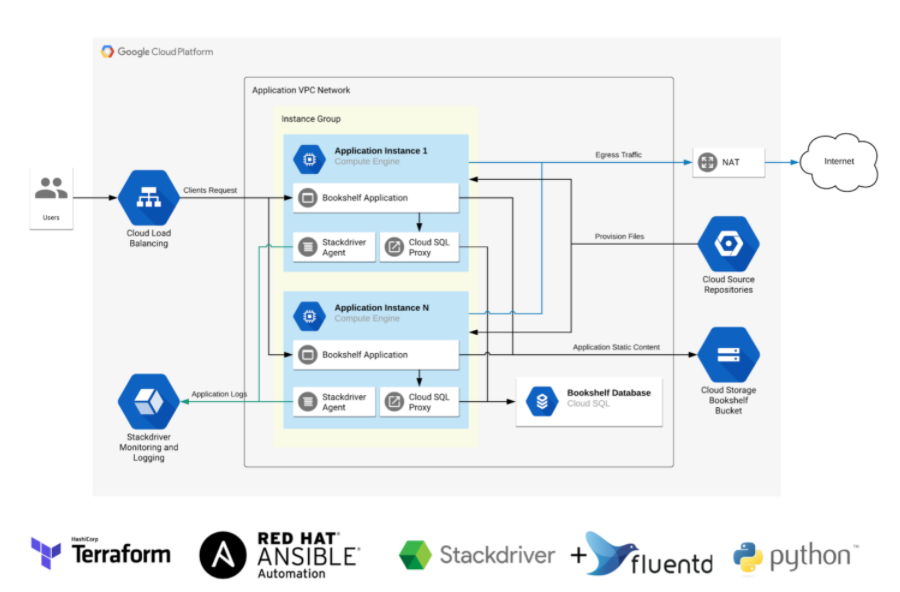 Google Cloud Platform
Application VPC Network
Instance Group
Application Instance 1
Compute Engine
Egress Traffic
NAT
Internet
Users
Clients Request
Bookshelf Application
Cloud Load
Balancing
Stackdriver
Agent
Cloud SQL
Proxy
Provision Files
Cloud Source
Repositories
Application Instance N
Compute Engine
Bookshelf Application
Application Static Content
Cloud Storage
Bookshelf
Bucket
Application Logs
Stackdriver
Agent
Cloud SQL
Proxy
Bookshelf Database
Cloud SQL
Stackdriver
Monitoring and
Logging
HashiCorp
Terraform
A
RED HAT®
ANSIBLE®
Automation
Stackdriver
+
fluentd
python™